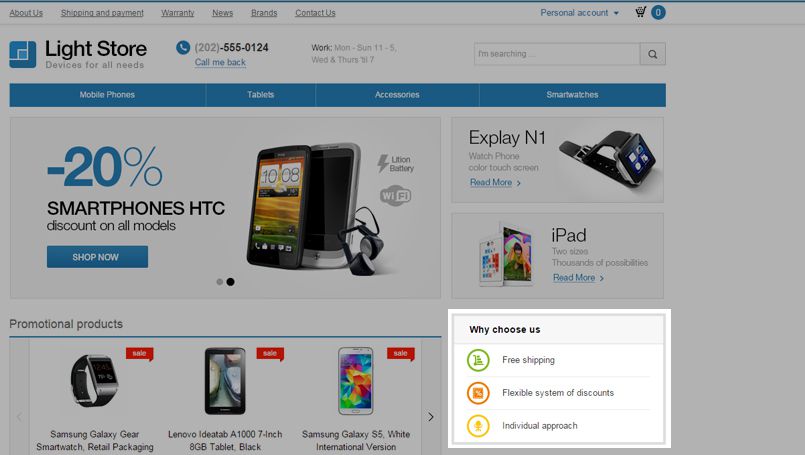 About Us Shipping and payment Warranty News Brands Contact Us Personal account 0
Light Store
Devices for all needs
(202)-555-0124
Call me back
Work: Mon - Sun 11 - 5,
Wed & Thurs 'til 7
I'm searching ...
Mobile Phones Tablets Accessories Smartwatches
-20%
SMARTPHONES HTC
discount on all models
SHOP NOW
10:08
Lition
Battery
WiFi
Explay N1
Watch Phone
color touch screen
Read More
iPad
Two sizes
Thousands of possibilities
Read More
Promotional products
sale
Samsung Galaxy Gear
Smartwatch, Retail Packaging
sale
Lenovo Ideatab A1000 7-Inch
8GB Tablet, Black
sale
Samsung Galaxy S5, White
International Version
Why choose us
Free shipping
Flexible system of discounts
Individual approach